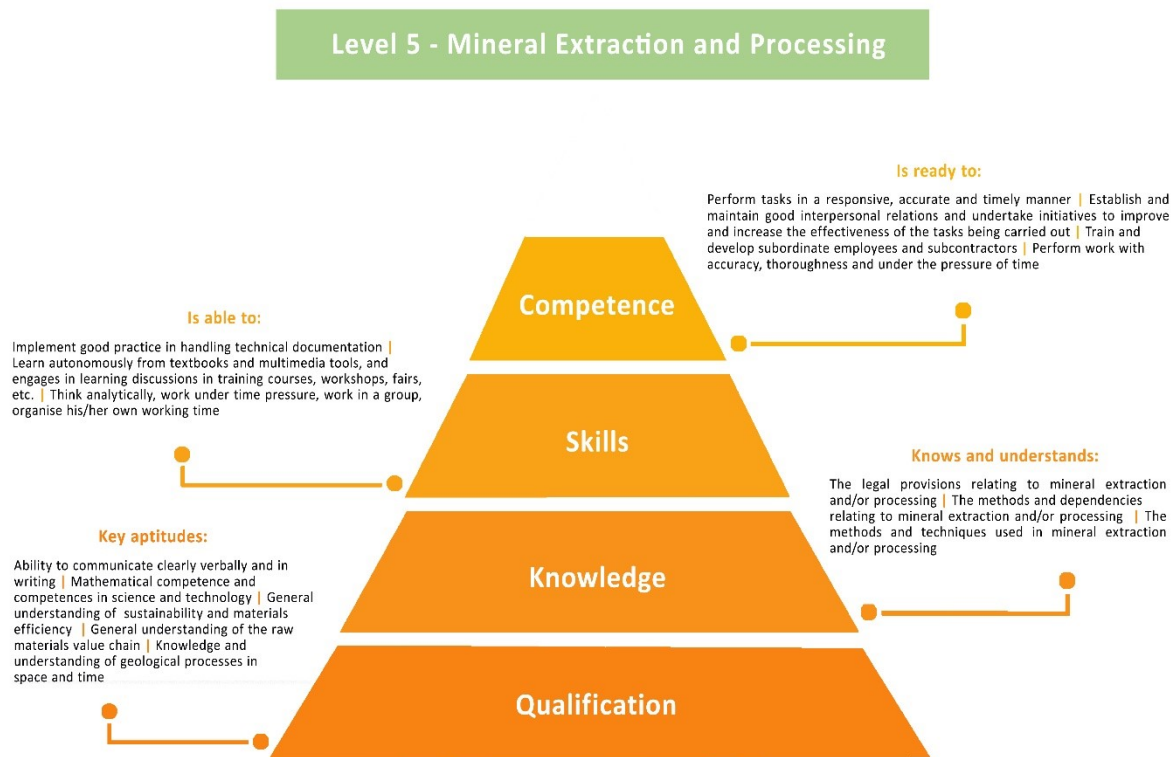 Level 5 - Mineral Extraction and Processing
Is ready to:
Perform tasks in a responsive, accurate and timely manner | Establish and
maintain good interpersonal relations and undertake initiatives to improve
and increase the effectiveness of the tasks being carried out | Train and
develop subordinate employees and subcontractors | Perform work with
accuracy, thoroughness and under the pressure of time
Competence
Is able to:
Implement good practice in handling technical documentation |
Learn autonomously from textbooks and multimedia tools, and
engages in learning discussions in training courses, workshops, fairs,
etc. | Think analytically, work under time pressure, work in a group,
organise his/her own working time
Skills
Knows and understands:
The legal provisions relating to mineral extraction
and/or processing | The methods and dependencies
relating to mineral extraction and/or processing | The
methods and techniques used in mineral extraction
and/or processing
Knowledge
Key aptitudes:
Ability to communicate clearly verbally and in
writing | Mathematical competence and
competences in science and technology | General
understanding of sustainability and materials
efficiency | General understanding of the raw
materials value chain | Knowledge and
understanding of geological processes in
space and time
Qualification